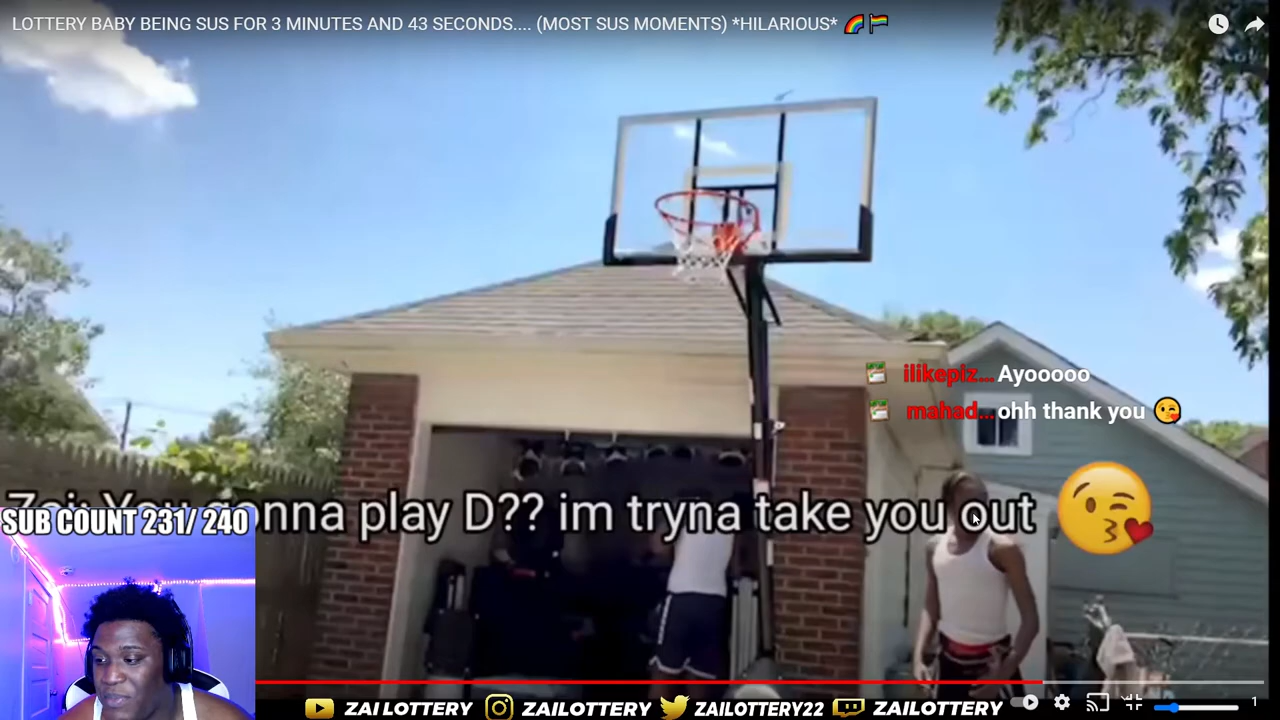 LOTTERY BABY BEING SUS FOR 3 MINUTES AND 43 SECONDS.... (MOST SUS MOMENTS) *HILARIOUS* 🌈🏳️‍🌈
ilikepiz... Ayooooo
mahad... ohh thank you 😘
gonna play D?? im tryna take you out 😘
SUB COUNT 231/ 240
ZAI LOTTERY ZAILOTTERY ZAILOTTERY22 ZAILOTTERY
1